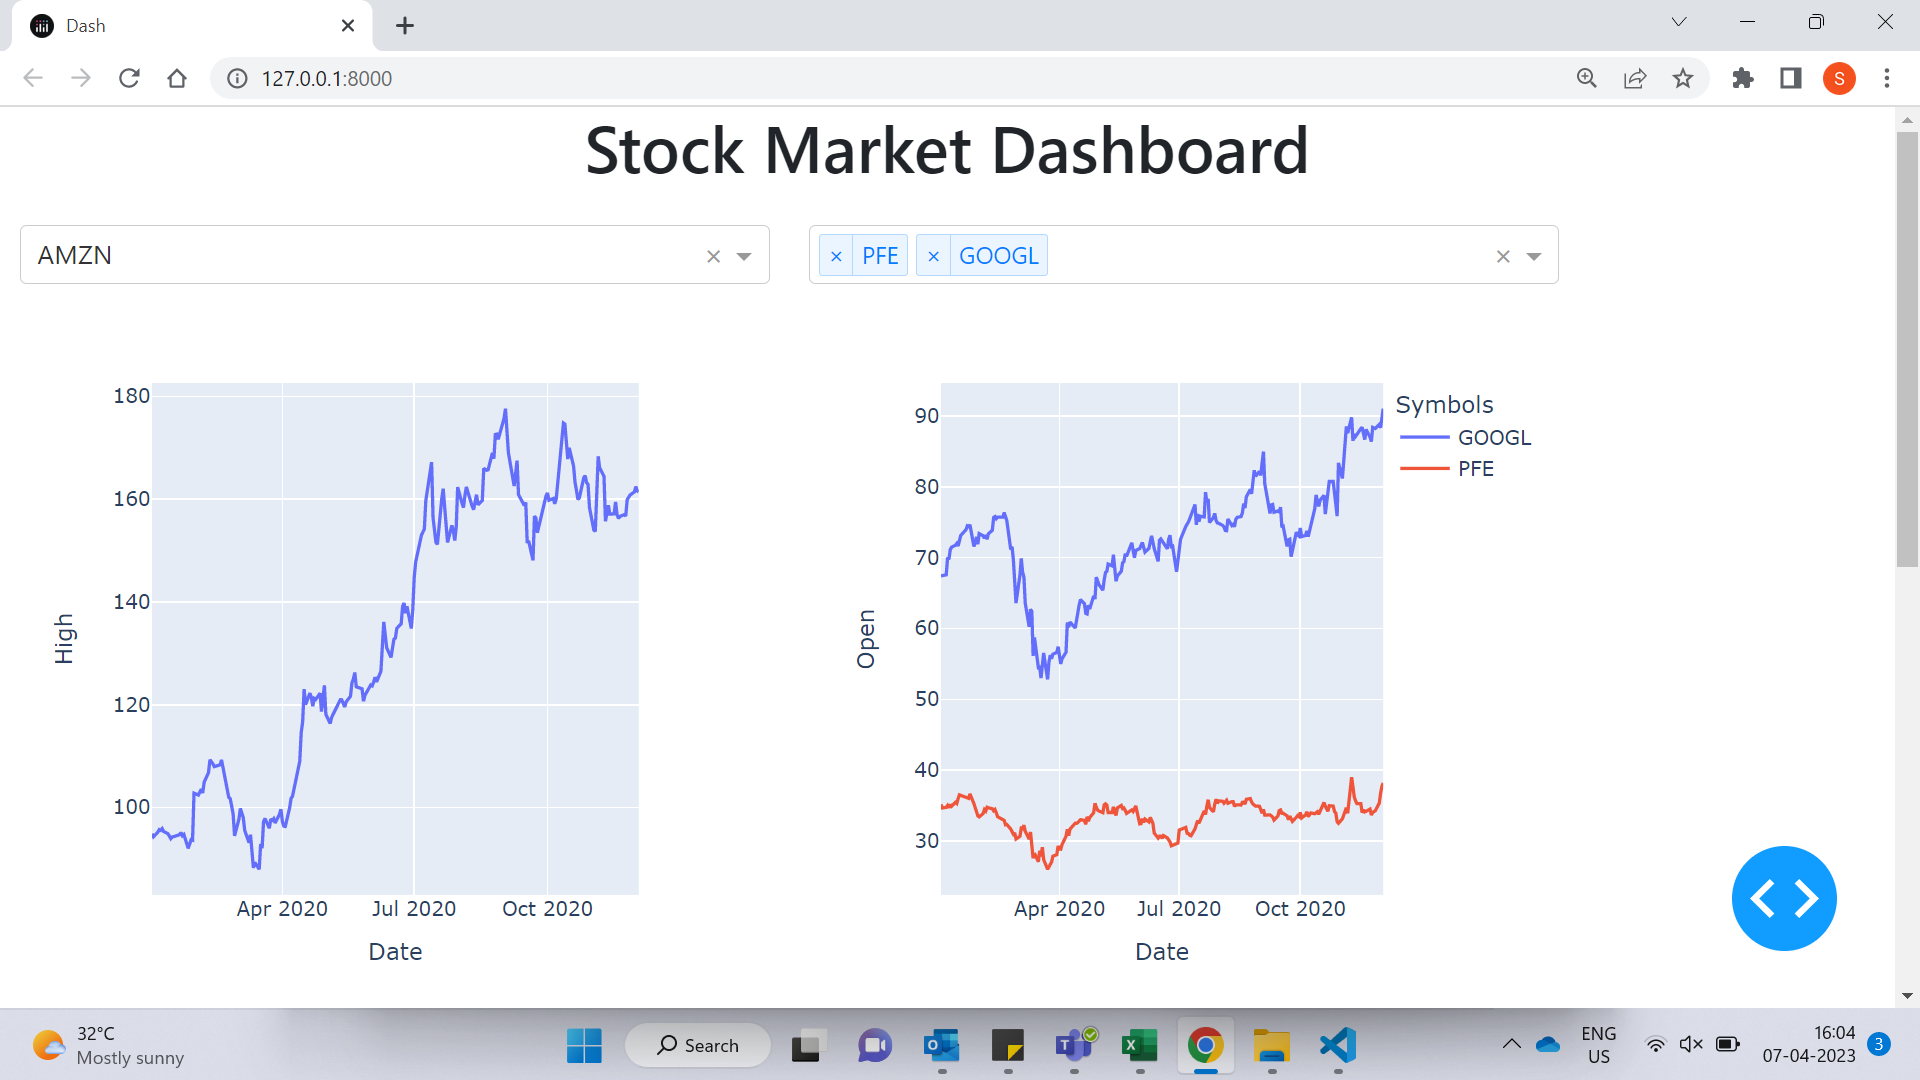 Dash
127.0.0.1:8000
S
Stock Market Dashboard
AMZN
× PFE × GOOGL
180
160
140
120
100
High
Apr 2020 Jul 2020 Oct 2020
Date
90
80
70
60
50
40
30
Open
Apr 2020 Jul 2020 Oct 2020
Date
Symbols
GOOGL
PFE
32°C
Mostly sunny
Search
ENG
US
16:04
07-04-2023
3